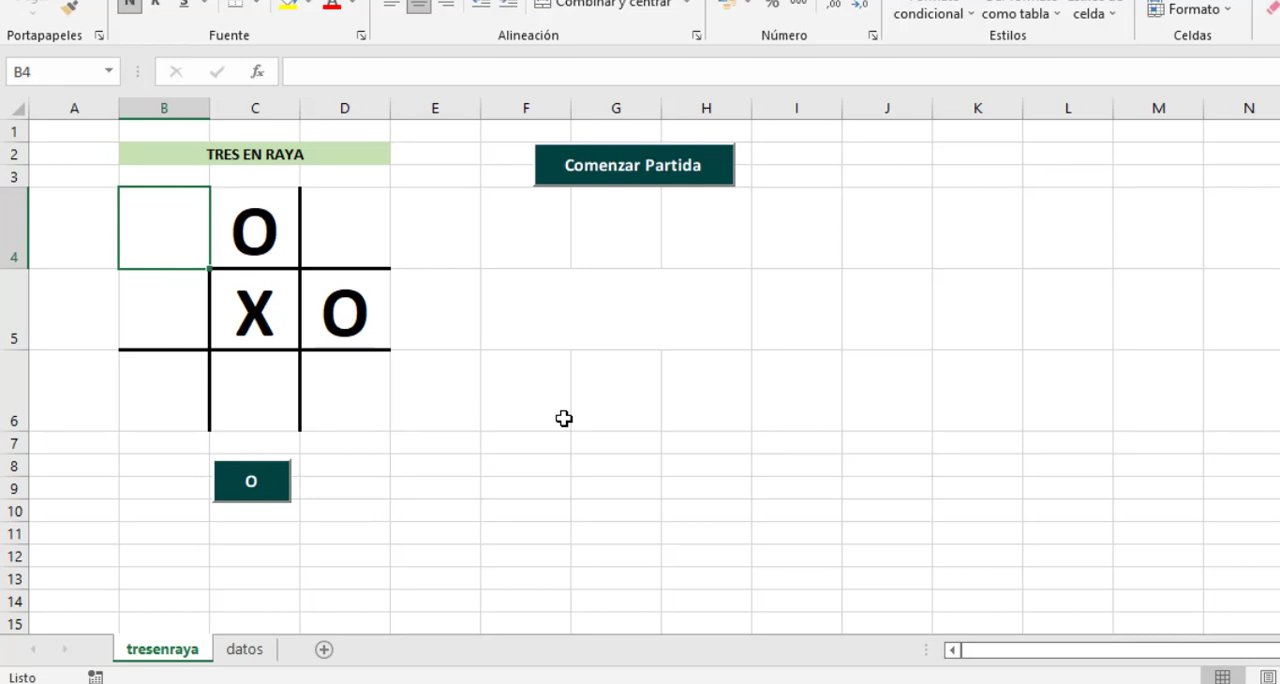 N K S
Combinar y centrar
% 000
condicional como tabla celda
Formato
Portapapeles Fuente Alineación Número Estilos Celdas
B4 fx
A B C D E F G H I J K L M N
1
2 TRES EN RAYA Comenzar Partida
3
4 O
5 X O
6
7
8
O
9
10
11
12
13
14
15
tresenraya datos
Listo